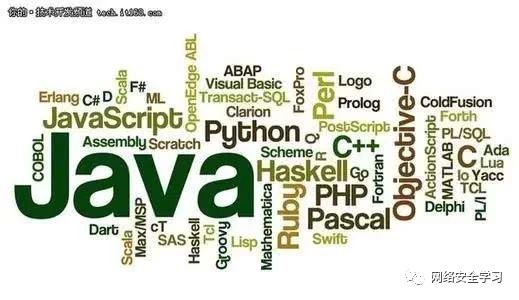 你的·技术开发频道 tech.it168.com
Erlang
C#
D
Scala
F#
ML
OpenEdge ABL
ABAP
Visual Basic
Transact-SQL
Clarion
FoxPro
Perl
Logo
Prolog
PostScript
Objective-C
ColdFusion
Forth
PL/SQL
ActionScript
MATLAB
C
Ada
Lua
Io
Yacc
TCL
Delphi
PL/I
COBOL
JavaScript
Assembly
Scratch
Python
Q
Scheme
R
C++
Java
Haskell
Go
Fortran
Mathematica
Ruby
PHP
Pascal
Dart
Scala
Max/MSP
cT
SAS
Haskell
Tcl
Groovy
Lisp
Swift
网络安全学习